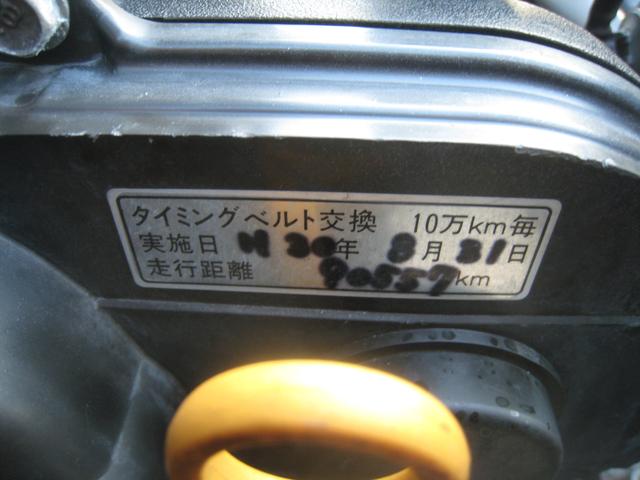 タイミングベルト交換 10万km毎
実施日 H 30年 8月 31日
走行距離 90557km